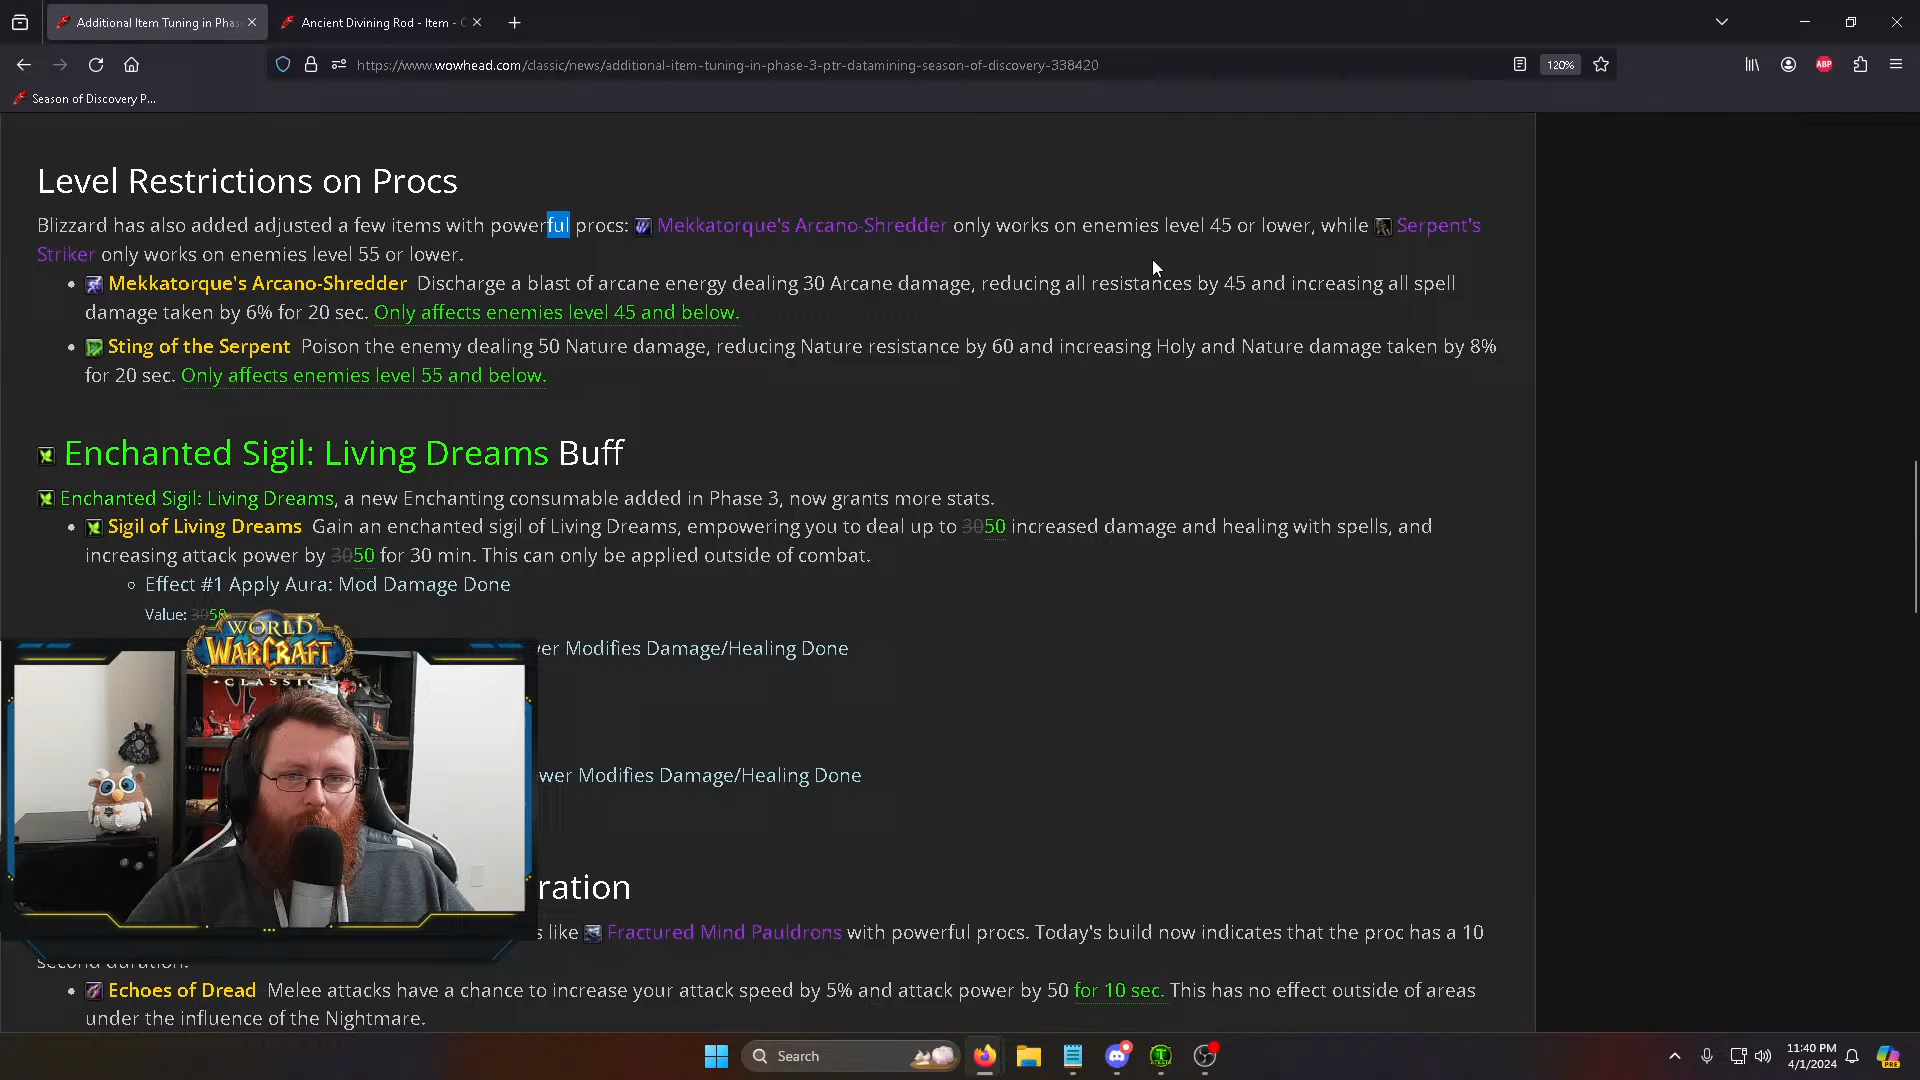 Additional Item Tuning in Phas
Ancient Divining Rod - Item - C
https://www.wowhead.com/classic/news/additional-item-tuning-in-phase-3-ptr-datamining-season-of-discovery-338420
120%
ABP
Season of Discovery P...
Level Restrictions on Procs
Blizzard has also added adjusted a few items with powerful procs: Mekkatorque's Arcano-Shredder only works on enemies level 45 or lower, while Serpent's
Striker only works on enemies level 55 or lower.
Mekkatorque's Arcano-Shredder Discharge a blast of arcane energy dealing 30 Arcane damage, reducing all resistances by 45 and increasing all spell
damage taken by 6% for 20 sec. Only affects enemies level 45 and below.
Sting of the Serpent Poison the enemy dealing 50 Nature damage, reducing Nature resistance by 60 and increasing Holy and Nature damage taken by 8%
for 20 sec. Only affects enemies level 55 and below.
Enchanted Sigil: Living Dreams Buff
Enchanted Sigil: Living Dreams, a new Enchanting consumable added in Phase 3, now grants more stats.
Sigil of Living Dreams Gain an enchanted sigil of Living Dreams, empowering you to deal up to 3050 increased damage and healing with spells, and
increasing attack power by 3050 for 30 min. This can only be applied outside of combat.
Effect #1 Apply Aura: Mod Damage Done
Value: 3050
WORLD
WARCRAFT
CLASSIC
wer Modifies Damage/Healing Done
wer Modifies Damage/Healing Done
ration
s like Fractured Mind Pauldrons with powerful procs. Today's build now indicates that the proc has a 10
second duration.
Echoes of Dread Melee attacks have a chance to increase your attack speed by 5% and attack power by 50 for 10 sec. This has no effect outside of areas
under the influence of the Nightmare.
Search
11:40 PM
4/1/2024
PRE